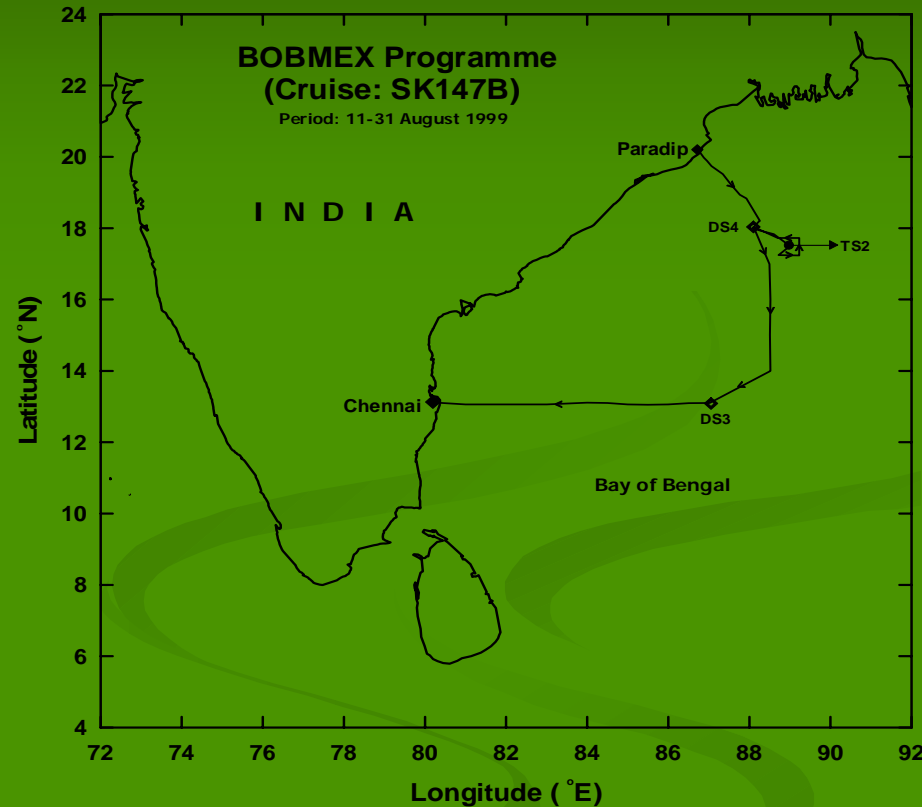 BOBMEX Programme
(Cruise: SK147B)
Period: 11-31 August 1999
I N D I A
Paradip
DS4
TS2
Chennai
DS3
Bay of Bengal
Latitude (°N)
24
22
20
18
16
14
12
10
8
6
4
72 74 76 78 80 82 84 86 88 90 92
Longitude (°E)